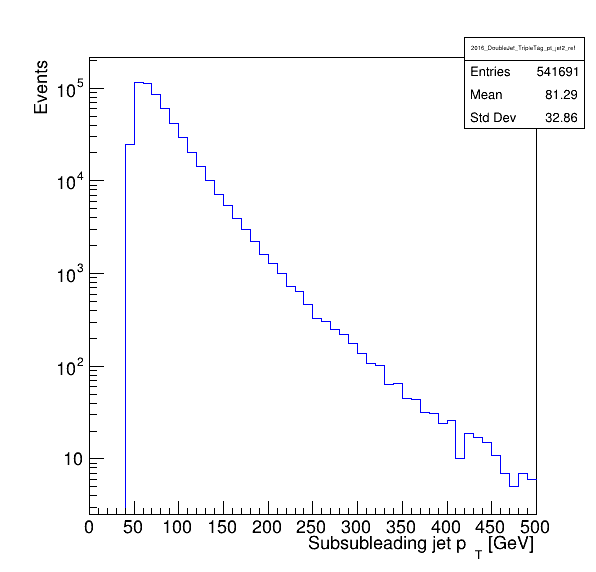 2016_DoubleJet_TripleTag_pt_jet2_ref
Entries 541691
Mean 81.29
Std Dev 32.86
Events
10^5
10^4
10^3
10^2
10
0 50 100 150 200 250 300 350 400 450 500
Subsubleading jet p_T [GeV]